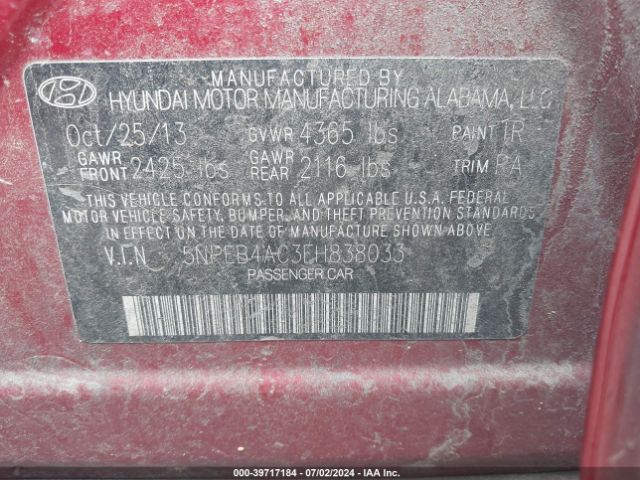 MANUFACTURED BY
HYUNDAI MOTOR MANUFACTURING ALABAMA, LLC
Oct/25/13 GVWR 4365 lbs PAINT 1R
GAWR FRONT 2425 lbs GAWR REAR 2116 lbs TRIM RA
THIS VEHICLE CONFORMS TO ALL APPLICABLE U.S.A. FEDERAL
MOTOR VEHICLE SAFETY, BUMPER, AND THEFT PREVENTION STANDARDS
IN EFFECT ON THE DATE OF MANUFACTURE SHOWN ABOVE.
V.I.N 5NPEB4AC3EH838033
PASSENGER CAR
000-39717184 - 07/02/2024 - IAA Inc.